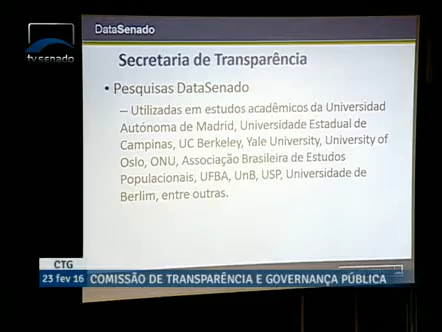 DataSenado
tv senado
Secretaria de Transparência
• Pesquisas DataSenado
– Utilizadas em estudos acadêmicos da Universidad
Autónoma de Madrid, Universidade Estadual de
Campinas, UC Berkeley, Yale University, University of
Oslo, ONU, Associação Brasileira de Estudos
Populacionais, UFBA, UnB, USP, Universidade de
Berlim, entre outras.
CTG
23 fev 16 COMISSÃO DE TRANSPARÊNCIA E GOVERNANÇA PÚBLICA